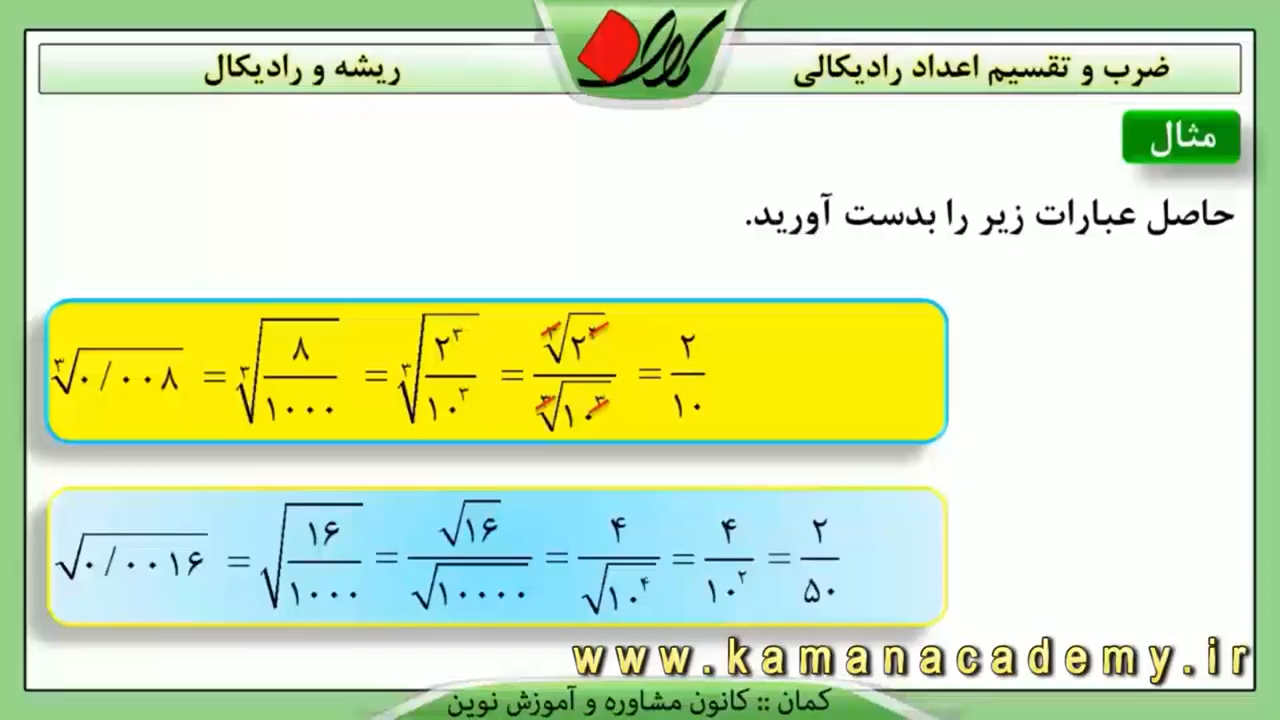 ضرب و تقسیم اعداد رادیکالی
کمان
ریشه و رادیکال
مثال
حاصل عبارات زیر را بدست آورید.
∛۰/۰۰۸ = ∛(۸/۱۰۰۰) = ∛(۲^۳/۱۰^۳) = ∛۲^۳/∛۱۰^۳ = ۲/۱۰
√۰/۰۰۱۶ = √(۱۶/۱۰۰۰) = √۱۶/√۱۰۰۰۰ = ۴/√۱۰^۴ = ۴/۱۰^۲ = ۲/۵۰
www.kamanacademy.ir
کمان :: کانون مشاوره و آموزش نوین